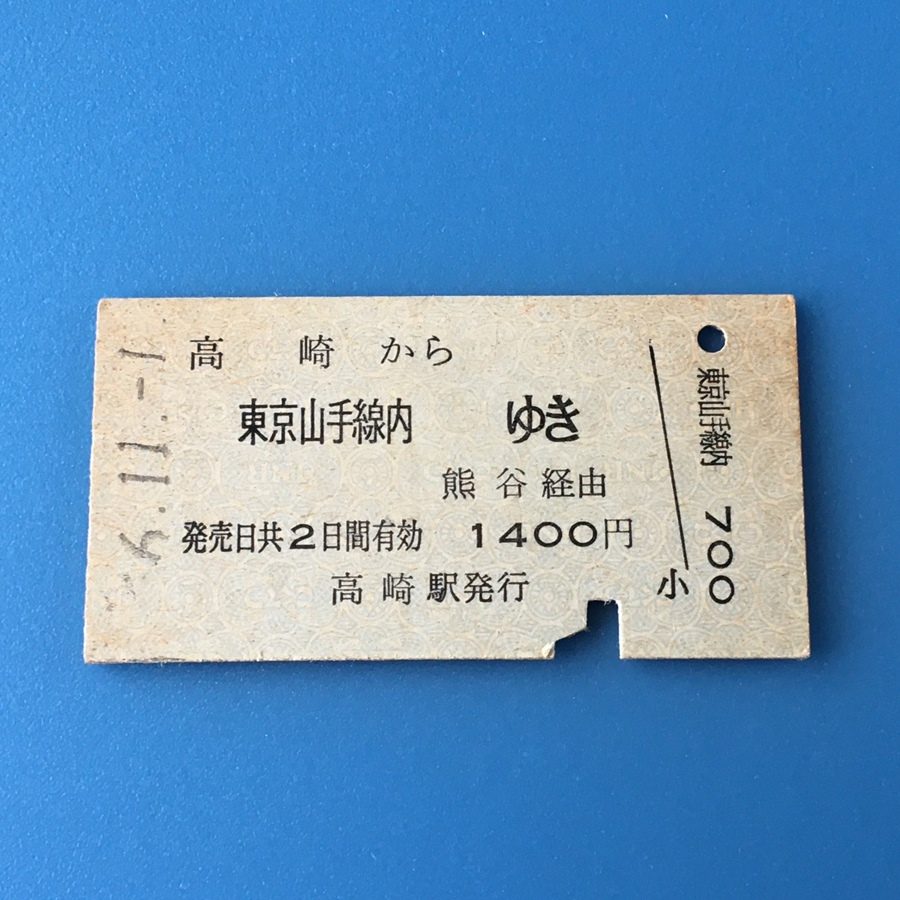 高崎から
東京山手線内 ゆき
熊谷経由
発売日共2日間有効 1400円
高崎駅発行
小
東京山手線内 700
6.11.-1